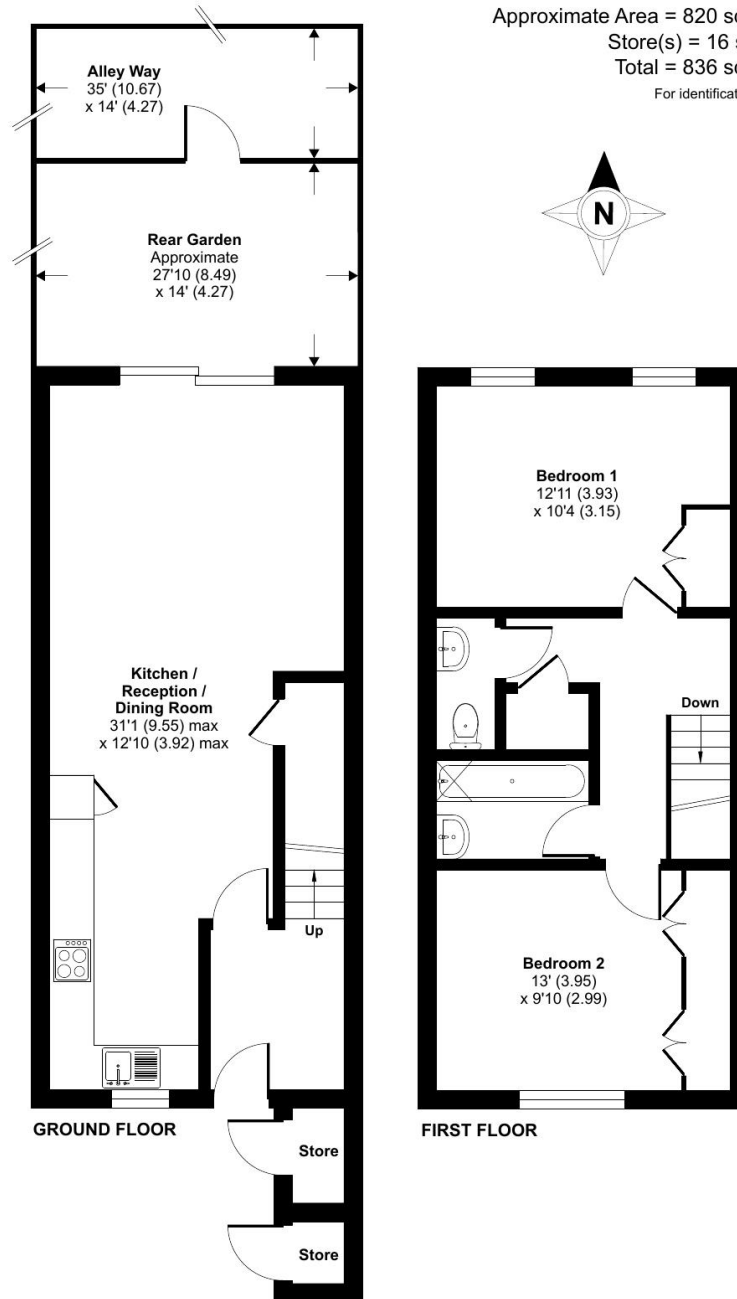 Approximate Area = 820 sq
Store(s) = 16 s
Total = 836 sq
For identificat
Alley Way
35' (10.67)
x 14' (4.27)
N
Rear Garden
Approximate
27'10 (8.49)
x 14' (4.27)
Bedroom 1
12'11 (3.93)
x 10'4 (3.15)
Kitchen /
Reception /
Dining Room
31'1 (9.55) max
x 12'10 (3.92) max
Down
Up
Bedroom 2
13' (3.95)
x 9'10 (2.99)
GROUND FLOOR
FIRST FLOOR
Store
Store